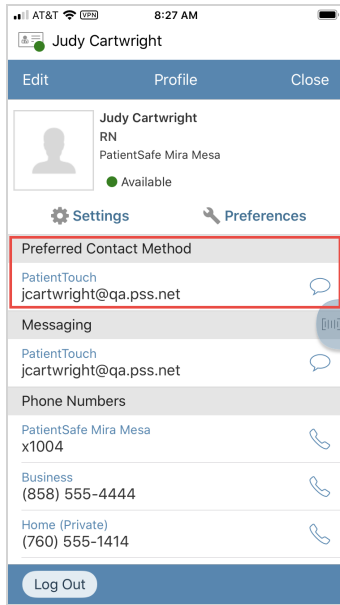 AT&T VPN 8:27 AM
Judy Cartwright
Edit Profile Close
Judy Cartwright
RN
PatientSafe Mira Mesa
Available
Settings Preferences
Preferred Contact Method
PatientTouch
jcartwright@qa.pss.net
Messaging
PatientTouch
jcartwright@qa.pss.net
Phone Numbers
PatientSafe Mira Mesa
x1004
Business
(858) 555-4444
Home (Private)
(760) 555-1414
Log Out